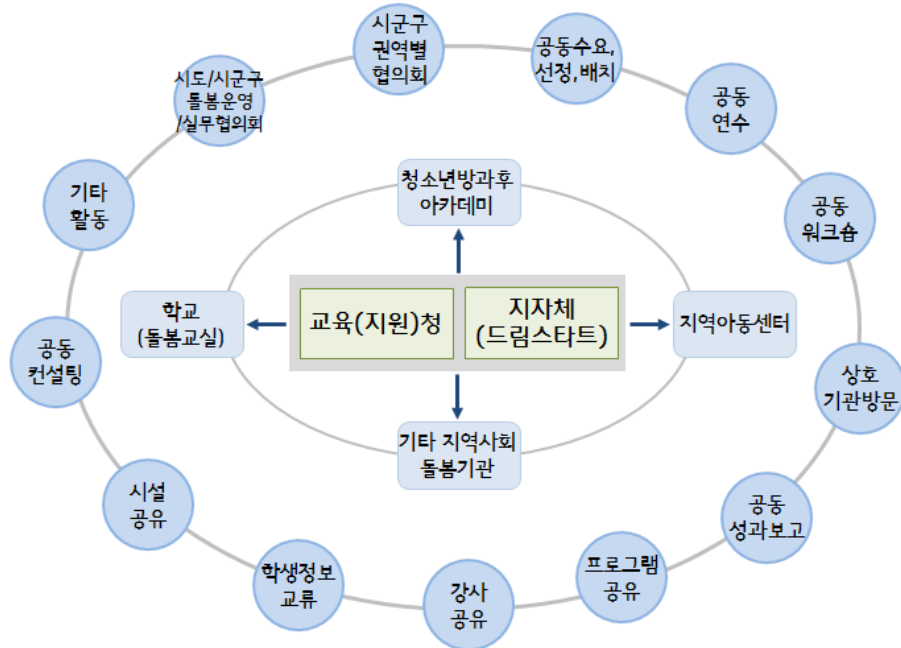 시군구
권역별
협의회
공동수요,
선정,배치
공동
연수
공동
워크숍
상호
기관방문
공동
성과보고
프로그램
공유
강사
공유
학생정보
교류
시설
공유
공동
컨설팅
기타
활동
시도/시군구
돌봄운영
/실무협의회
청소년방과후
아카데미
학교
(돌봄교실)
교육(지원)청
지자체
(드림스타트)
지역아동센터
기타 지역사회
돌봄기관